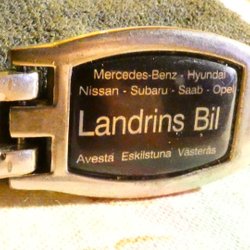 Mercedes-Benz - Hyundai
Nissan - Subaru - Saab - Opel
Landrins Bil
Avesta Eskilstuna Västerås